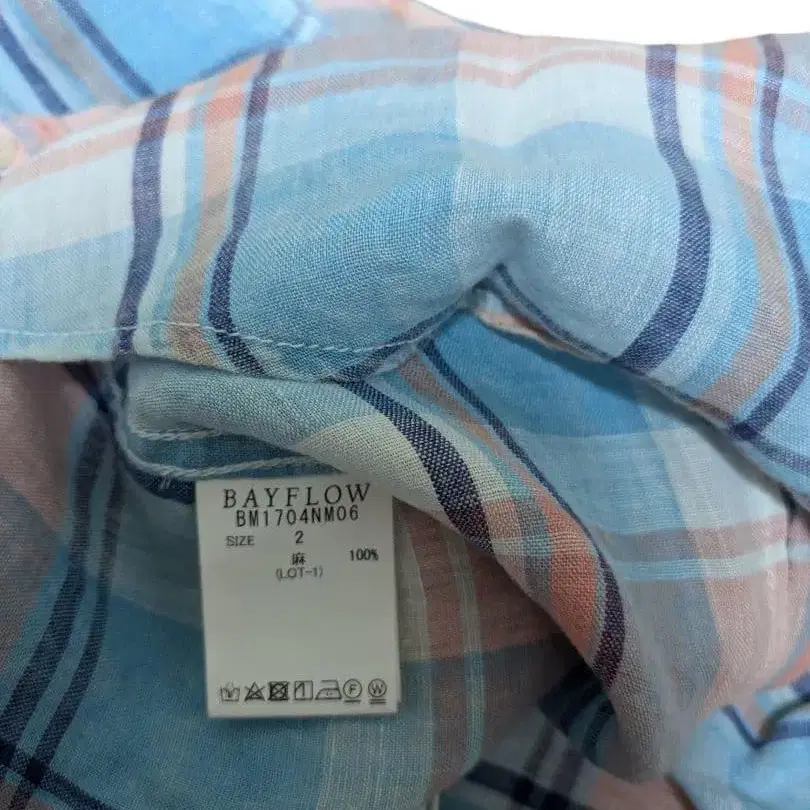 BAYFLOW
BM1704NM06
SIZE 2
麻 100%
(LOT-1)
F W